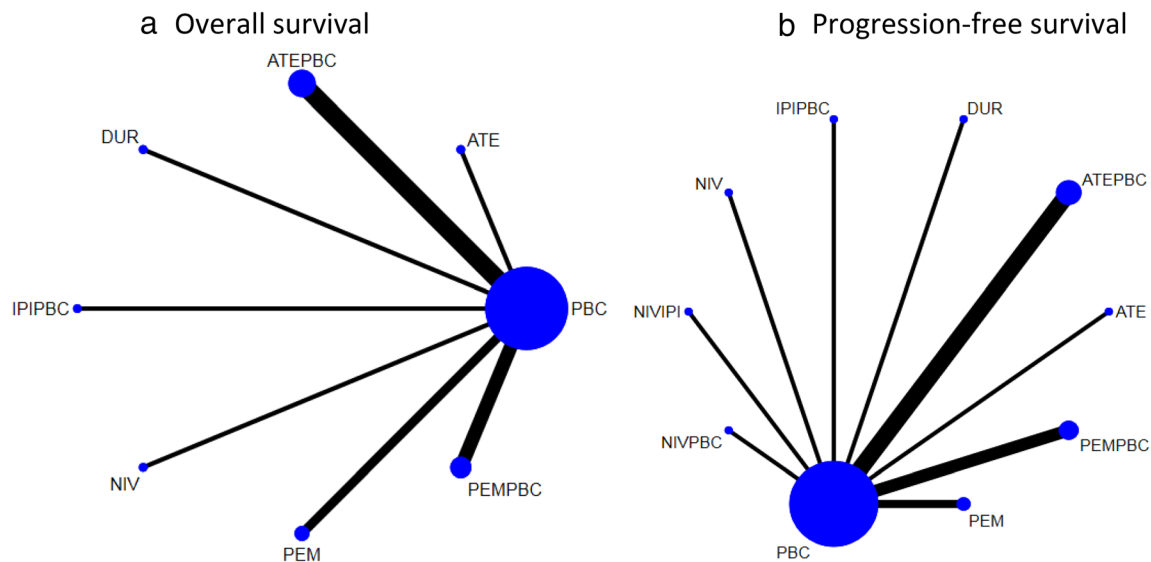 a Overall survival
ATEPBC
DUR
ATE
IPIPBC
PBC
NIV
PEMPBC
PEM
b Progression-free survival
IPIPBC
DUR
NIV
ATEPBC
NIVIPI
ATE
NIVPBC
PEMPBC
PEM
PBC